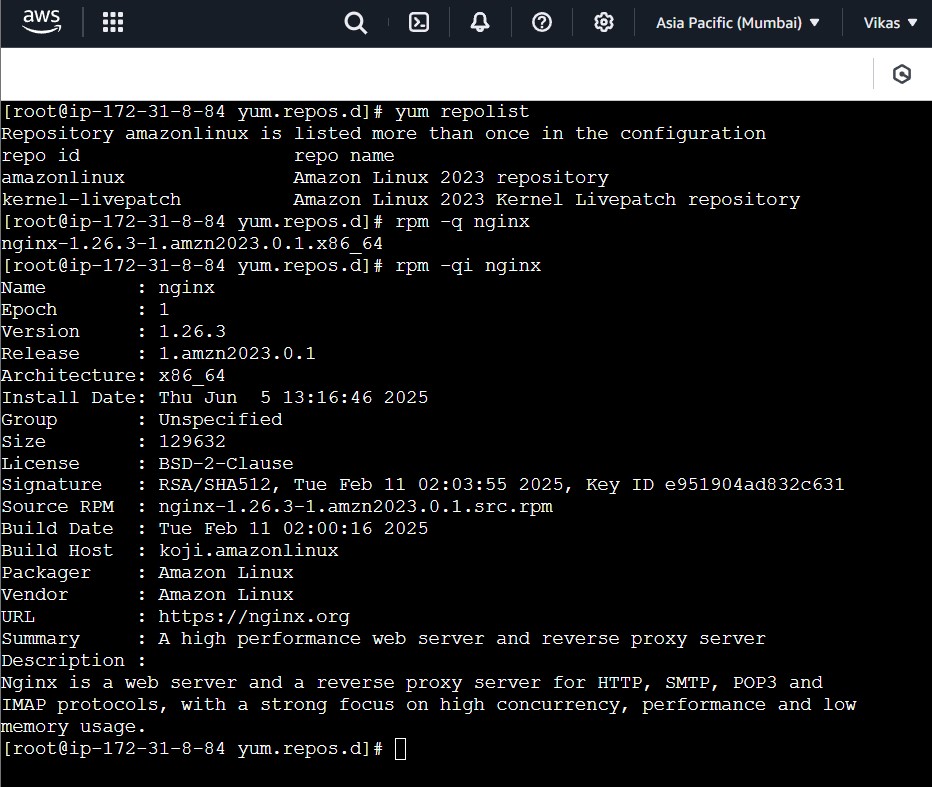 aws
Asia Pacific (Mumbai) ▼
Vikas ▼
[root@ip-172-31-8-84 yum.repos.d]# yum repolist
Repository amazonlinux is listed more than once in the configuration
repo id                   repo name
amazonlinux               Amazon Linux 2023 repository
kernel-livepatch          Amazon Linux 2023 Kernel Livepatch repository
[root@ip-172-31-8-84 yum.repos.d]# rpm -q nginx
nginx-1.26.3-1.amzn2023.0.1.x86_64
[root@ip-172-31-8-84 yum.repos.d]# rpm -qi nginx
Name        : nginx
Epoch       : 1
Version     : 1.26.3
Release     : 1.amzn2023.0.1
Architecture: x86_64
Install Date: Thu Jun  5 13:16:46 2025
Group       : Unspecified
Size        : 129632
License     : BSD-2-Clause
Signature   : RSA/SHA512, Tue Feb 11 02:03:55 2025, Key ID e951904ad832c631
Source RPM  : nginx-1.26.3-1.amzn2023.0.1.src.rpm
Build Date  : Tue Feb 11 02:00:16 2025
Build Host  : koji.amazonlinux
Packager    : Amazon Linux
Vendor      : Amazon Linux
URL         : https://nginx.org
Summary     : A high performance web server and reverse proxy server
Description :
Nginx is a web server and a reverse proxy server for HTTP, SMTP, POP3 and
IMAP protocols, with a strong focus on high concurrency, performance and low
memory usage.
[root@ip-172-31-8-84 yum.repos.d]#